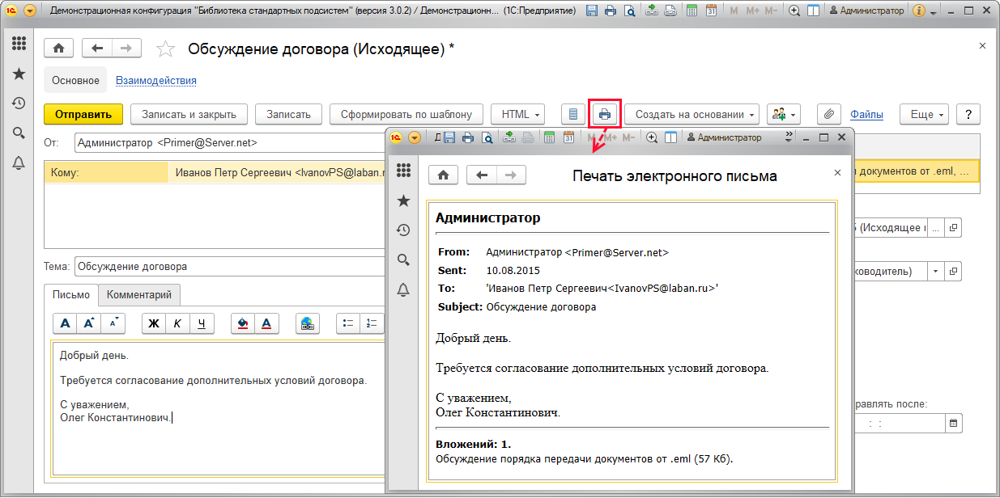 Демонстрационная конфигурация "Библиотека стандартных подсистем" (версия 3.0.2) / Демонстрационн... (1С:Предприятие)
31 M M+ M- Администратор
Обсуждение договора (Исходящее) *
Основное Взаимодействия
Отправить Записать и закрыть Записать Сформировать по шаблону HTML Создать на основании Файлы Еще ?
От: Администратор <Primer@Server.net>
Кому: Иванов Петр Сергеевич <IvanovPS@laban.r
документов от .eml, ...
(Исходящее ...
Тема: Обсуждение договора
ководитель)
Письмо Комментарий
A A A Ж К Ч A
Добрый день.
Требуется согласование дополнительных условий договора.
С уважением,
Олег Константинович.
равлять после:
: :
31 M M+ M- Администратор
Печать электронного письма
Администратор
From: Администратор <Primer@Server.net>
Sent: 10.08.2015
To: 'Иванов Петр Сергеевич<IvanovPS@laban.ru>'
Subject: Обсуждение договора
Добрый день.
Требуется согласование дополнительных условий договора.
С уважением,
Олег Константинович.
Вложений: 1.
Обсуждение порядка передачи документов от .eml (57 Кб).